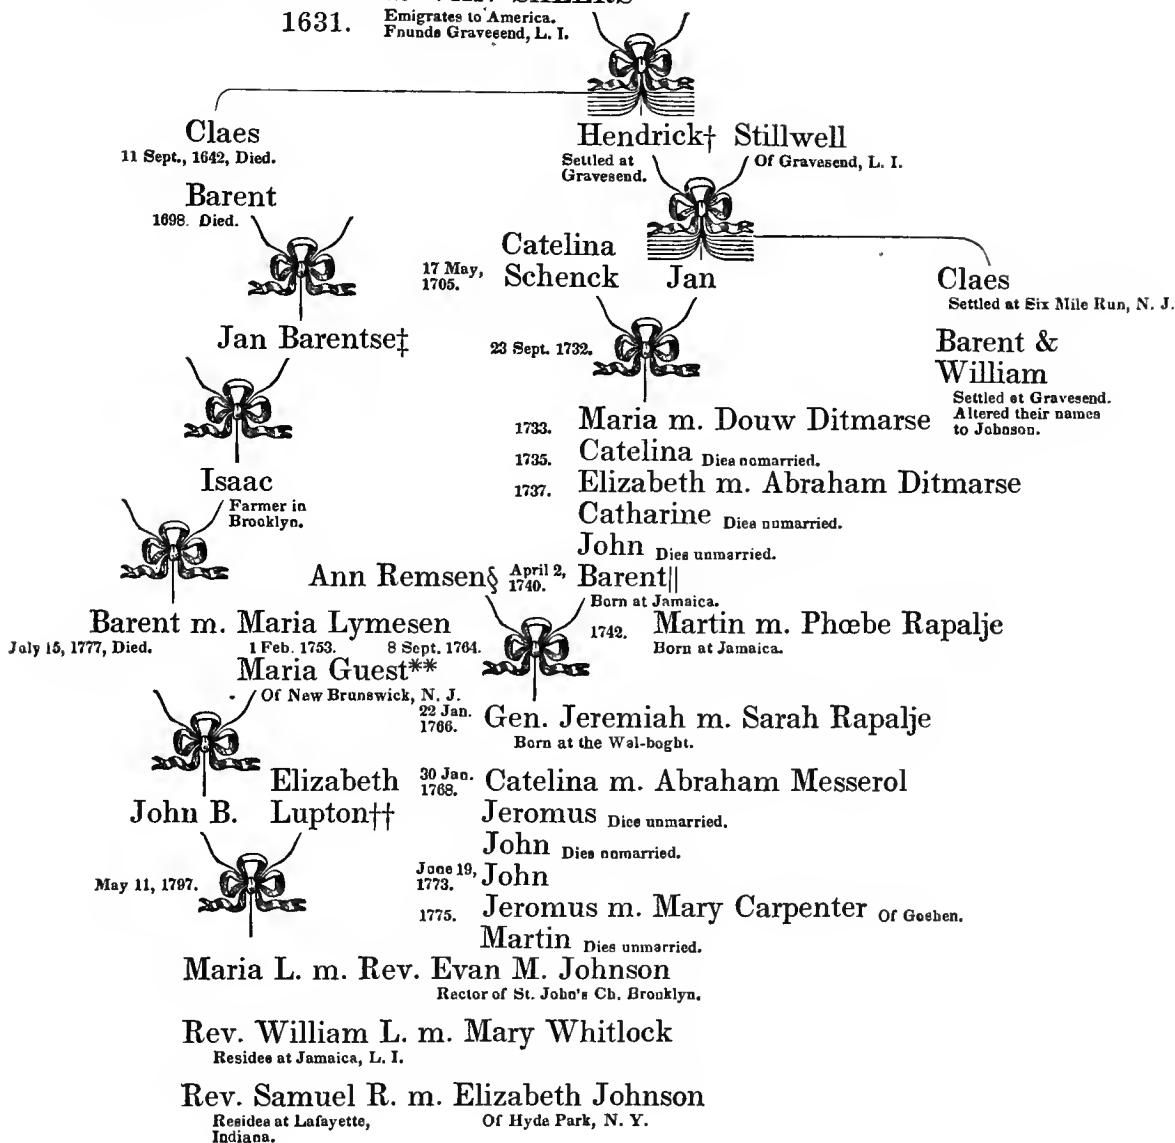 1631.
Emigrates to America.
Fnunds Graveeend, L. I.
Claes
11 Sept., 1642, Died.
Hendrick† Stillwell
Settled at
Gravesend.
Of Gravesend, L. I.
Barent
1698. Died.
Catelina
17 May,
1705.
Schenck
Jan
Claes
Settled at Six Mile Run, N. J.
Jan Barentse‡
23 Sept. 1732.
Barent &
William
Settled et Gravesend.
Altered their names
to Jobnson.
1733. Maria m. Douw Ditmarse
1735. Catelina Dies nomarried.
1737. Elizabeth m. Abraham Ditmarse
Isaac
Farmer in
Brooklyn.
Catharine Dies nnmarried.
John Dies unmarried.
Ann Remsen§ April 2,
1740. Barent||
Born at Jamaica.
Barent m. Maria Lymesen
July 15, 1777, Died. 1 Feb. 1753. 8 Sept. 1764.
1742. Martin m. Phœbe Rapalje
Born at Jamaica.
Maria Guest**
Of New Brunswick, N. J.
22 Jan.
1766. Gen. Jeremiah m. Sarah Rapalje
Born at the Wal-boght.
Elizabeth
30 Jan.
1768. Catelina m. Abraham Messerol
John B. Lupton††
Jeromus Dies unmarried.
John Dies nomarried.
May 11, 1797.
Jone 19,
1773. John
1775. Jeromus m. Mary Carpenter Of Goeben.
Martin Dies unmarried.
Maria L. m. Rev. Evan M. Johnson
Rector of St. John's Ch. Brooklyn.
Rev. William L. m. Mary Whitlock
Resides at Jamaica, L. I.
Rev. Samuel R. m. Elizabeth Johnson
Resides at Lafayette,
Indiana.
Of Hyde Park, N. Y.